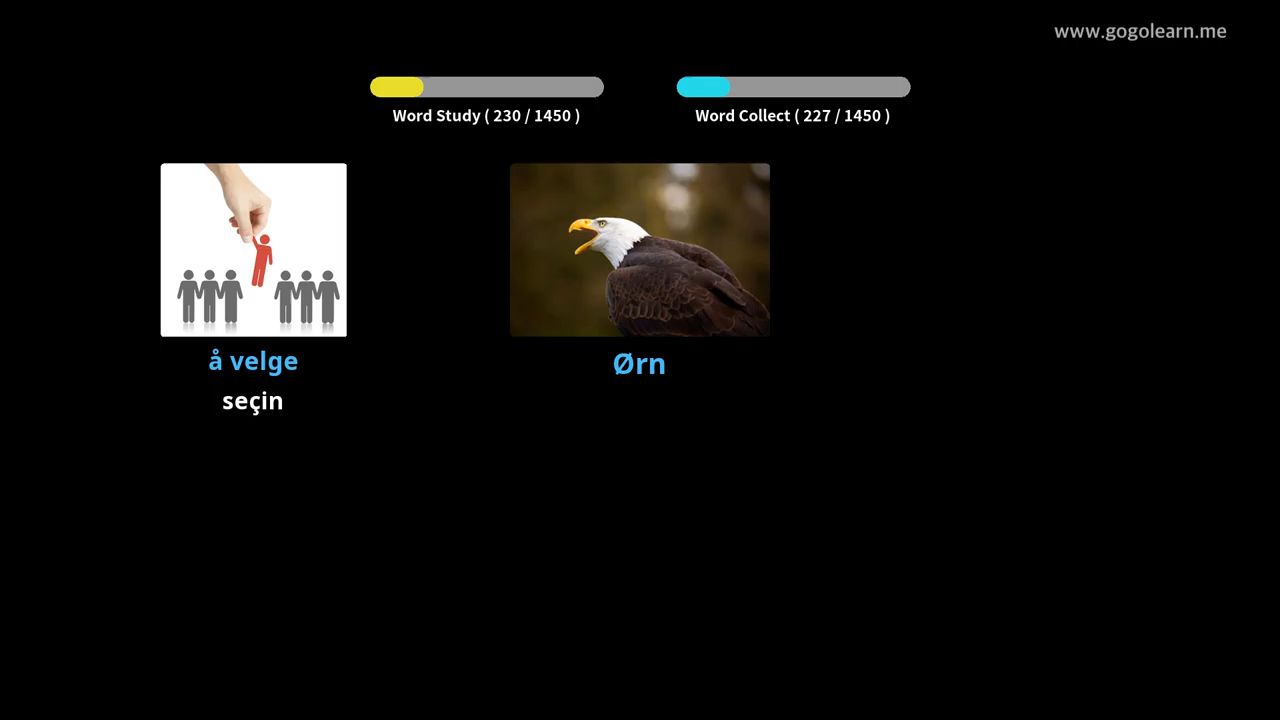 www.gogolearn.me
Word Study ( 230 / 1450 )
Word Collect ( 227 / 1450 )
å velge
seçin
Ørn